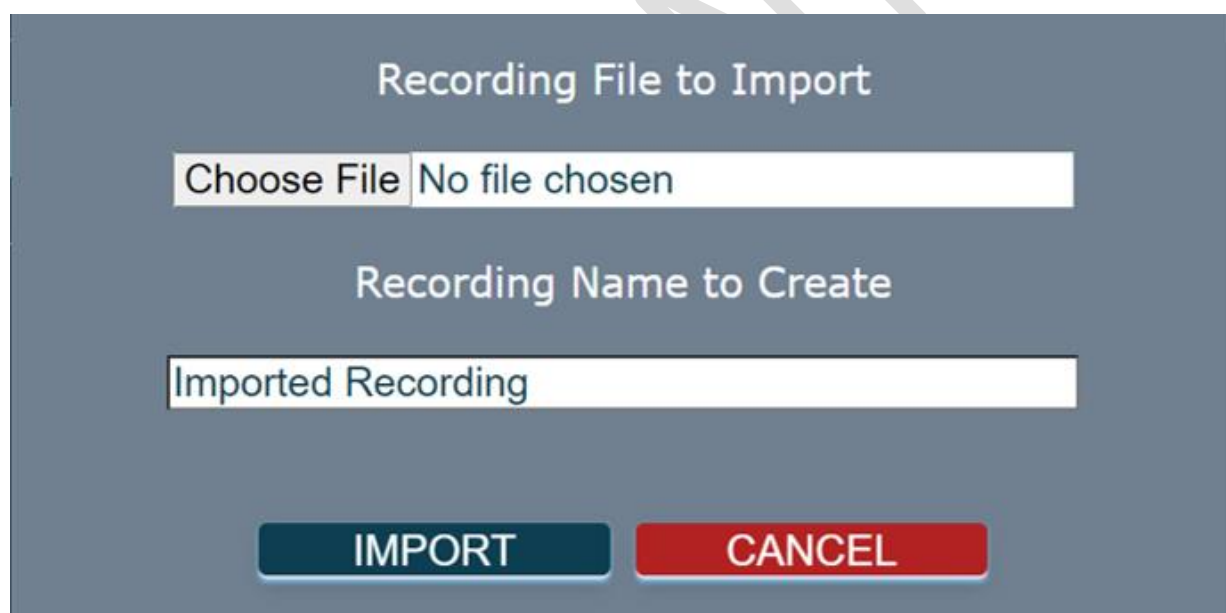 Recording File to Import
Choose File No file chosen
Recording Name to Create
Imported Recording
IMPORT CANCEL